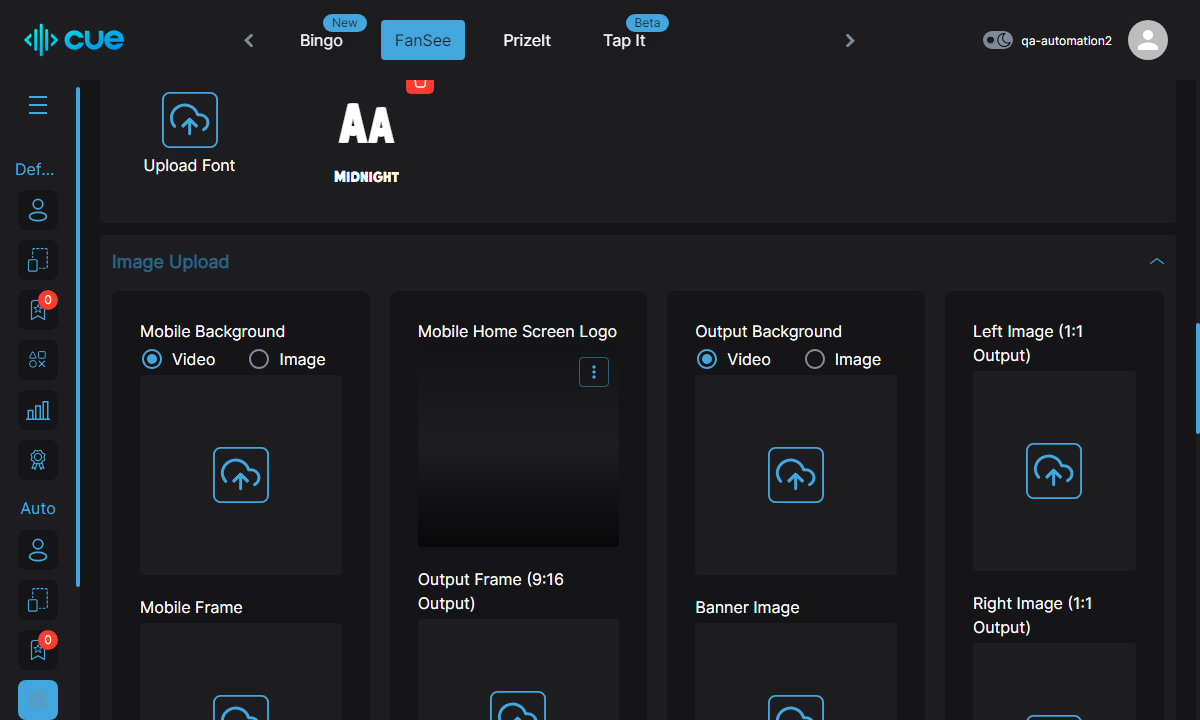 cue
New
Bingo
FanSee
PrizeIt
Beta
Tap It
qa-automation2
Def...
0
Auto
0
Upload Font
AA
Midnight
Image Upload
Mobile Background
Video
Image
Mobile Frame
Mobile Home Screen Logo
Output Frame (9:16
Output)
Output Background
Video
Image
Banner Image
Left Image (1:1
Output)
Right Image (1:1
Output)